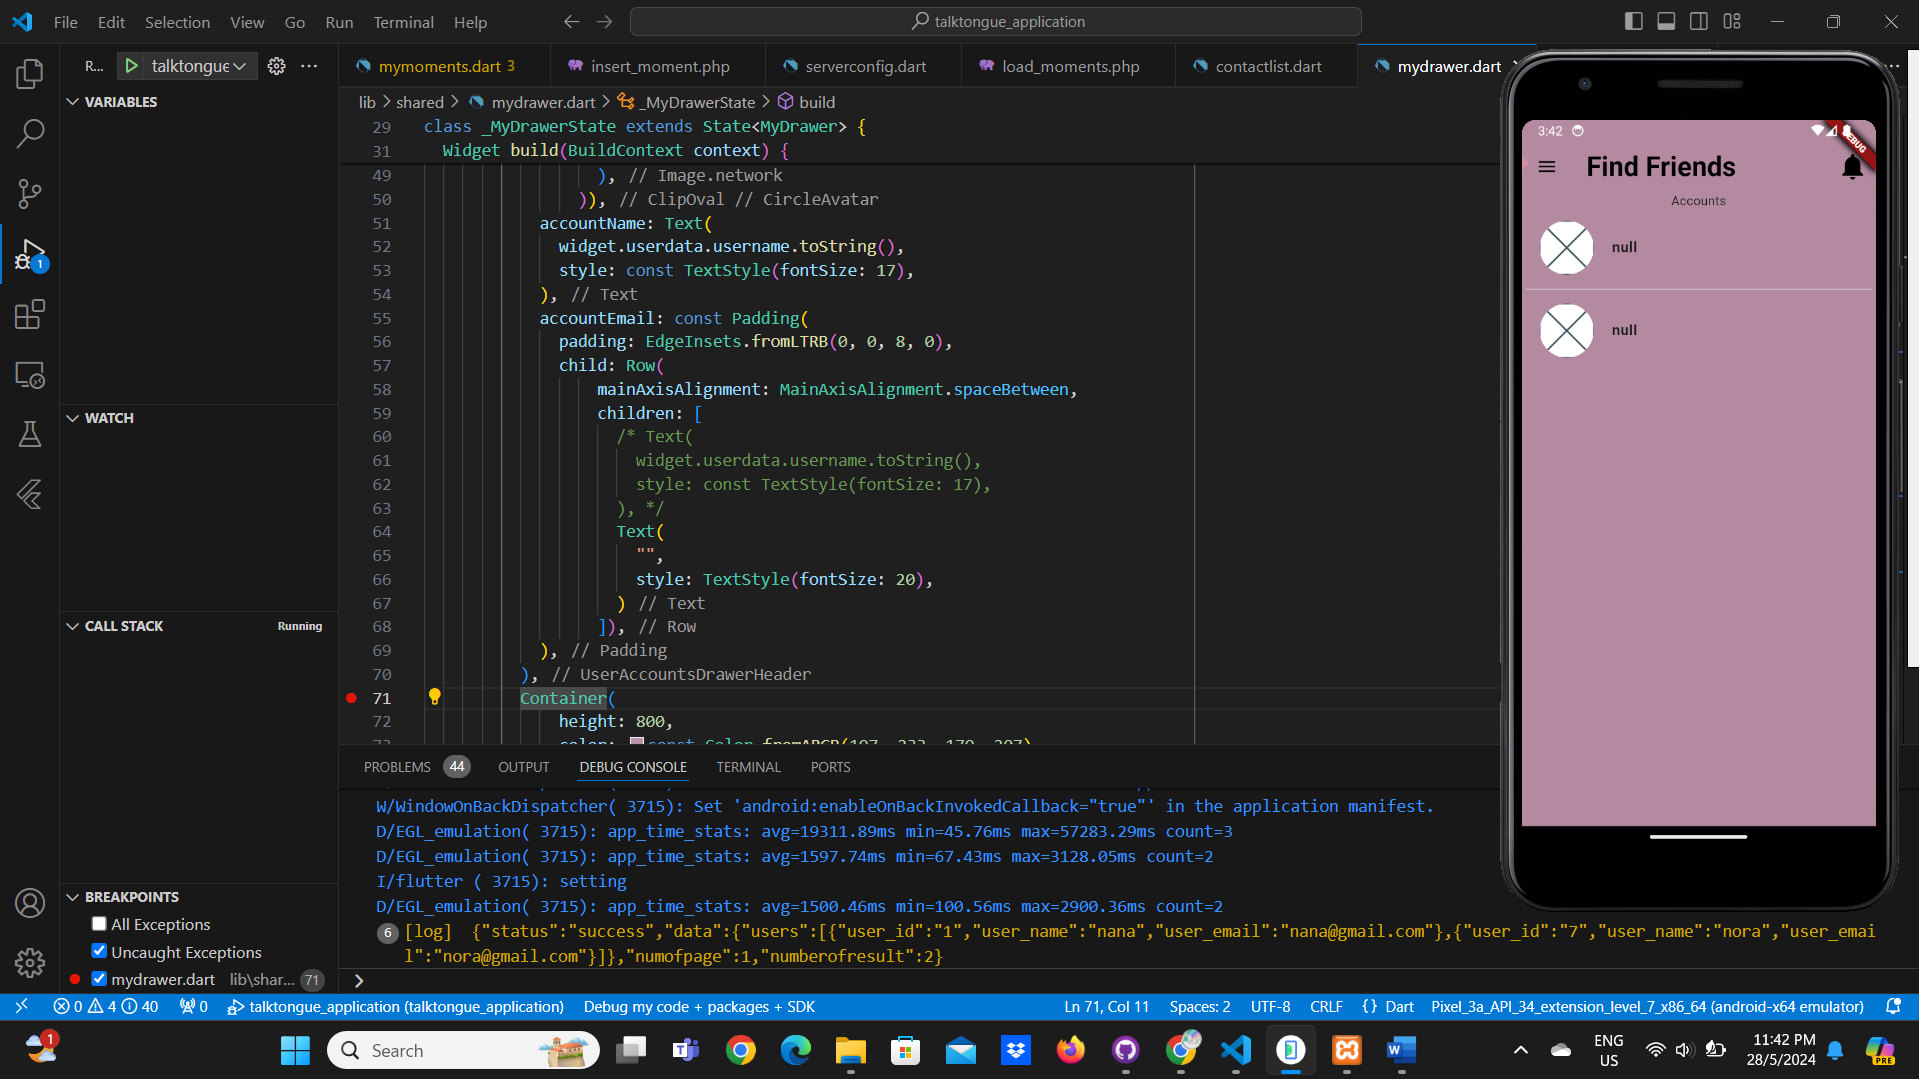 File Edit Selection View Go Run Terminal Help
talktongue_application
R... talktongue
mymoments.dart 3
insert_moment.php
serverconfig.dart
load_moments.php
contactlist.dart
mydrawer.dart
lib > shared > mydrawer.dart > _MyDrawerState > build
VARIABLES
WATCH
CALL STACK
Running
BREAKPOINTS
All Exceptions
Uncaught Exceptions
mydrawer.dart lib\shar... 71
1
29 class _MyDrawerState extends State<MyDrawer> {
31 Widget build(BuildContext context) {
49 ), // Image.network
50 )), // ClipOval // CircleAvatar
51 accountName: Text(
52 widget.userdata.username.toString(),
53 style: const TextStyle(fontSize: 17),
54 ), // Text
55 accountEmail: const Padding(
56 padding: EdgeInsets.fromLTRB(0, 0, 8, 0),
57 child: Row(
58 mainAxisAlignment: MainAxisAlignment.spaceBetween,
59 children: [
60 /* Text(
61 widget.userdata.username.toString(),
62 style: const TextStyle(fontSize: 17),
63 ), */
64 Text(
65 "",
66 style: TextStyle(fontSize: 20),
67 ) // Text
68 ]), // Row
69 ), // Padding
70 ), // UserAccountsDrawerHeader
71 Container(
72 height: 800,
PROBLEMS 44 OUTPUT DEBUG CONSOLE TERMINAL PORTS
W/WindowOnBackDispatcher( 3715): Set 'android:enableOnBackInvokedCallback="true"' in the application manifest.
D/EGL_emulation( 3715): app_time_stats: avg=19311.89ms min=45.76ms max=57283.29ms count=3
D/EGL_emulation( 3715): app_time_stats: avg=1597.74ms min=67.43ms max=3128.05ms count=2
I/flutter ( 3715): setting
D/EGL_emulation( 3715): app_time_stats: avg=1500.46ms min=100.56ms max=2900.36ms count=2
6 [log] {"status":"success","data":{"users":[{"user_id":"1","user_name":"nana","user_email":"nana@gmail.com"},{"user_id":"7","user_name":"nora","user_emai
l":"nora@gmail.com"}]},"numofpage":1,"numberofresult":2}
3:42
DEBUG
Find Friends
Accounts
null
null
0 4 40 0 talktongue_application (talktongue_application) Debug my code + packages + SDK
Ln 71, Col 11 Spaces: 2 UTF-8 CRLF {} Dart Pixel_3a_API_34_extension_level_7_x86_64 (android-x64 emulator)
1
Search
ENG
US
11:42 PM
28/5/2024
PRE